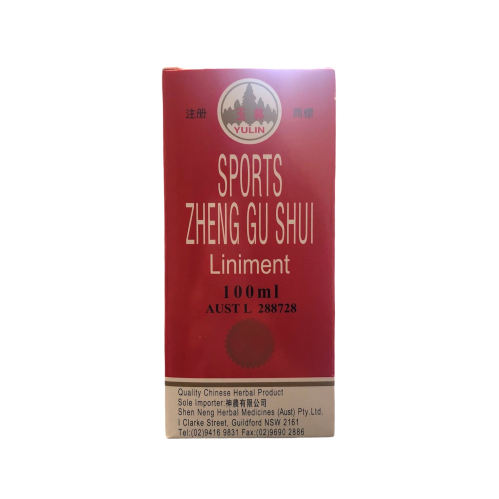 注册 商標
YULIN
SPORTS
ZHENG GU SHUI
Liniment
100ml
AUST L 288728
Quality Chinese Herbal Product
Sole Importer:神農有限公司
Shen Neng Herbal Medicines (Aust) Pty.Ltd.
I Clarke Street, Guildford NSW 2161
Tel:(02)9416 9831 Fax:(02)9690 2886